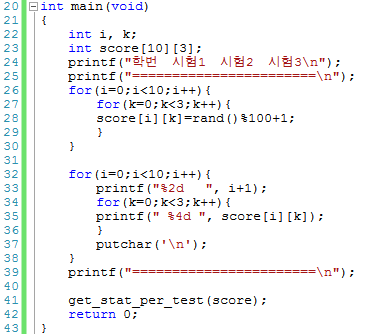 20 int main(void)
21 {
22 int i, k;
23 int score[10][3];
24 printf("학번 시험1 시험2 시험3\n");
25 printf("=======================\n");
26 for(i=0;i<10;i++){
27 for(k=0;k<3;k++){
28 score[i][k]=rand()%100+1;
29 }
30 }
31
32 for(i=0;i<10;i++){
33 printf("%2d ", i+1);
34 for(k=0;k<3;k++){
35 printf(" %4d ", score[i][k]);
36 }
37 putchar('\n');
38 }
39 printf("=======================\n");
40
41 get_stat_per_test(score);
42 return 0;
43 }